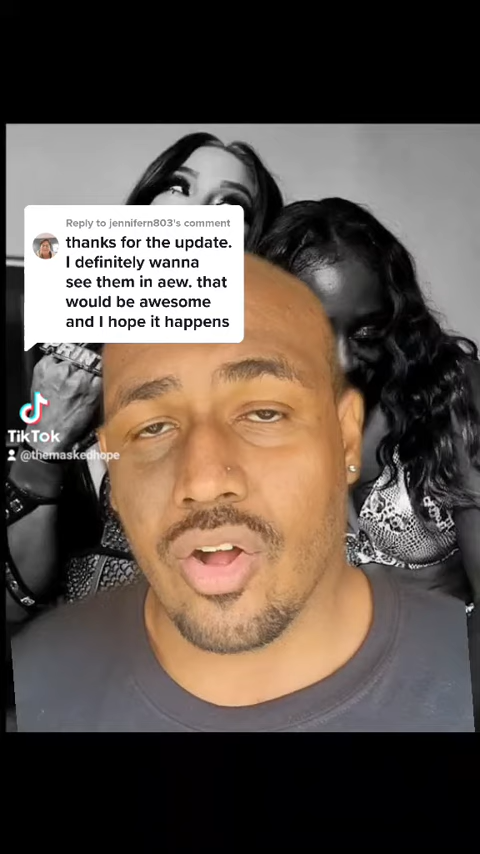 Reply to jennifern803's comment
thanks for the update.
I definitely wanna
see them in aew. that
would be awesome
and I hope it happens
TikTok
@themaskedhope